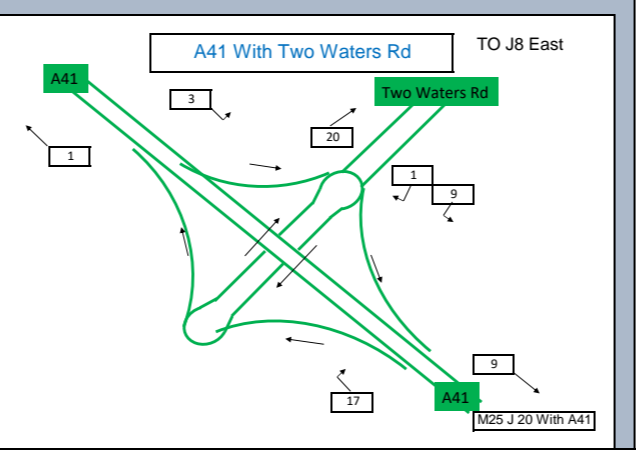 A41 With Two Waters Rd
TO J8 East
A41
Two Waters Rd
3
20
1
1
9
9
17
A41
M25 J 20 With A41